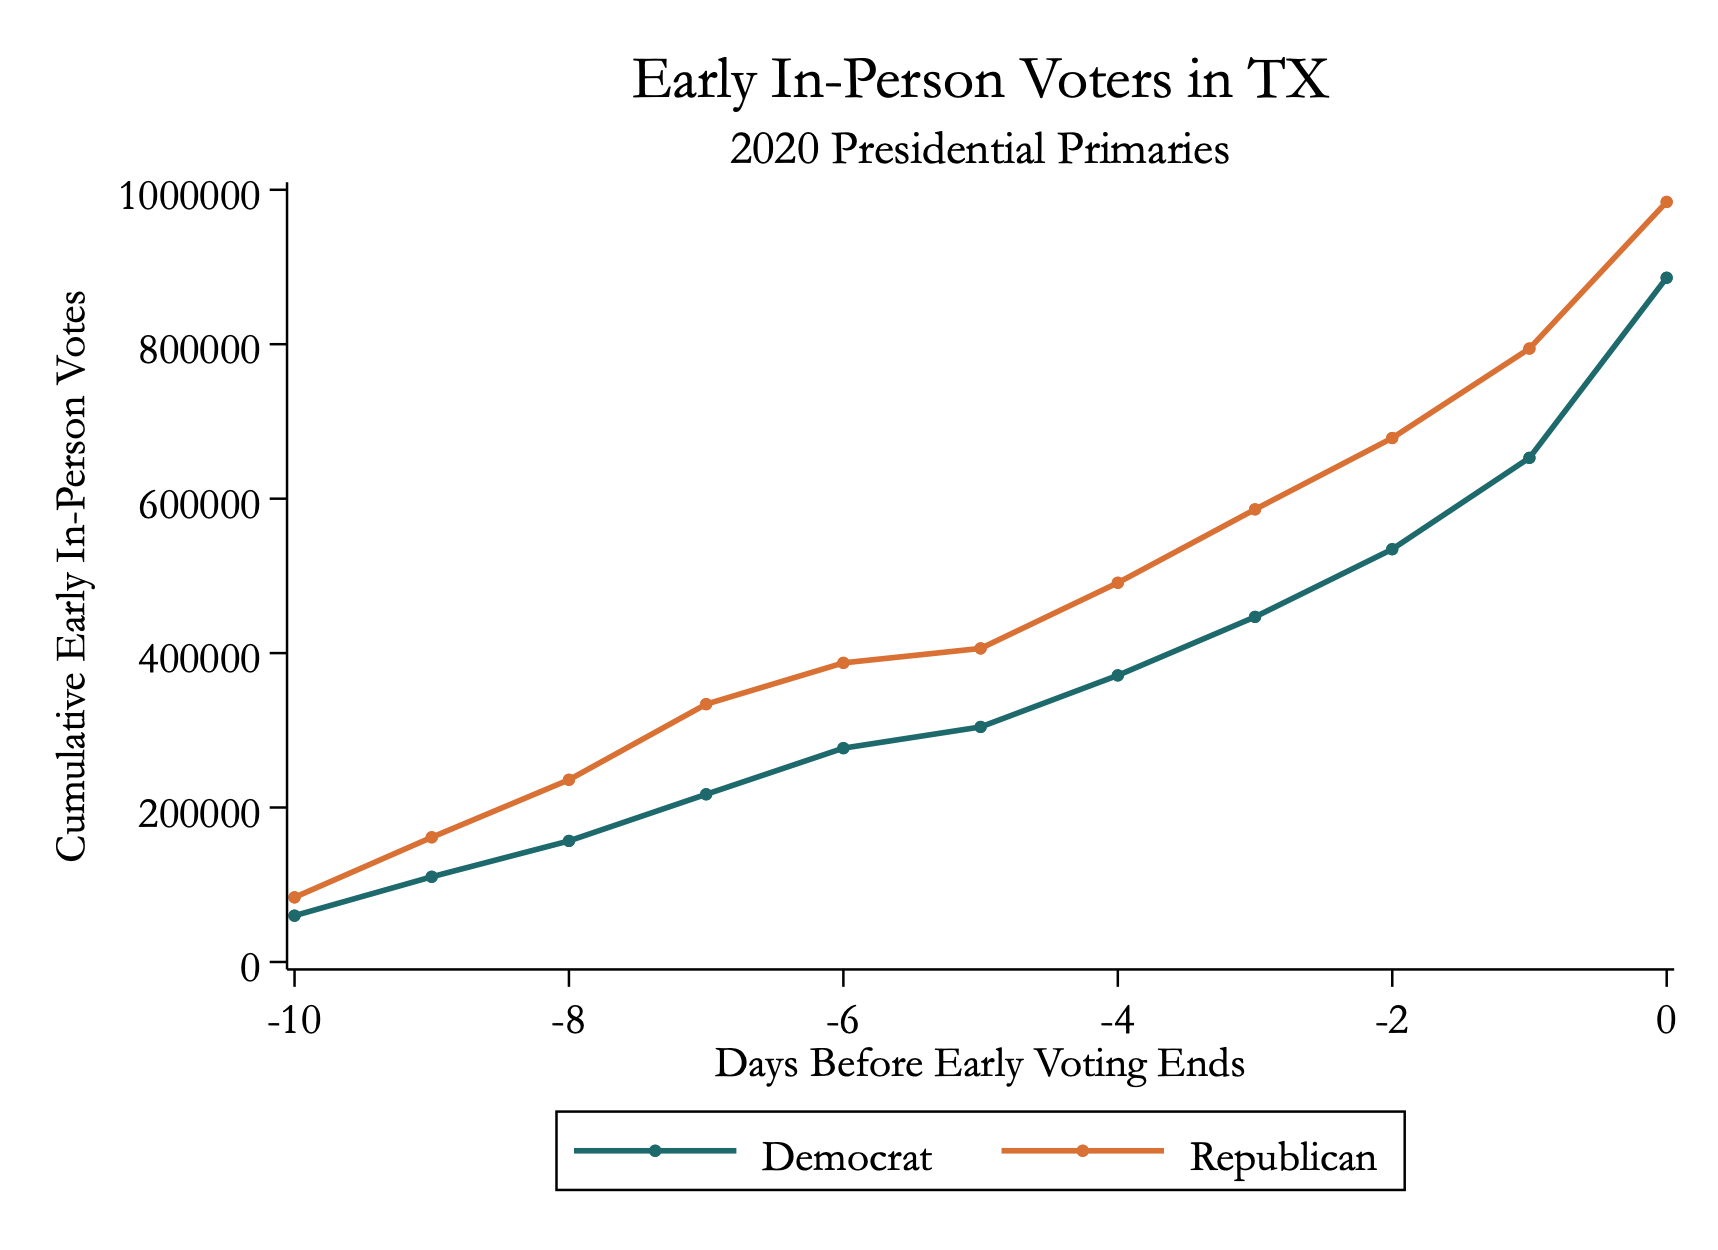 Early In-Person Voters in TX
2020 Presidential Primaries
Cumulative Early In-Person Votes
1000000
800000
600000
400000
200000
0
-10 -8 -6 -4 -2 0
Days Before Early Voting Ends
Democrat Republican